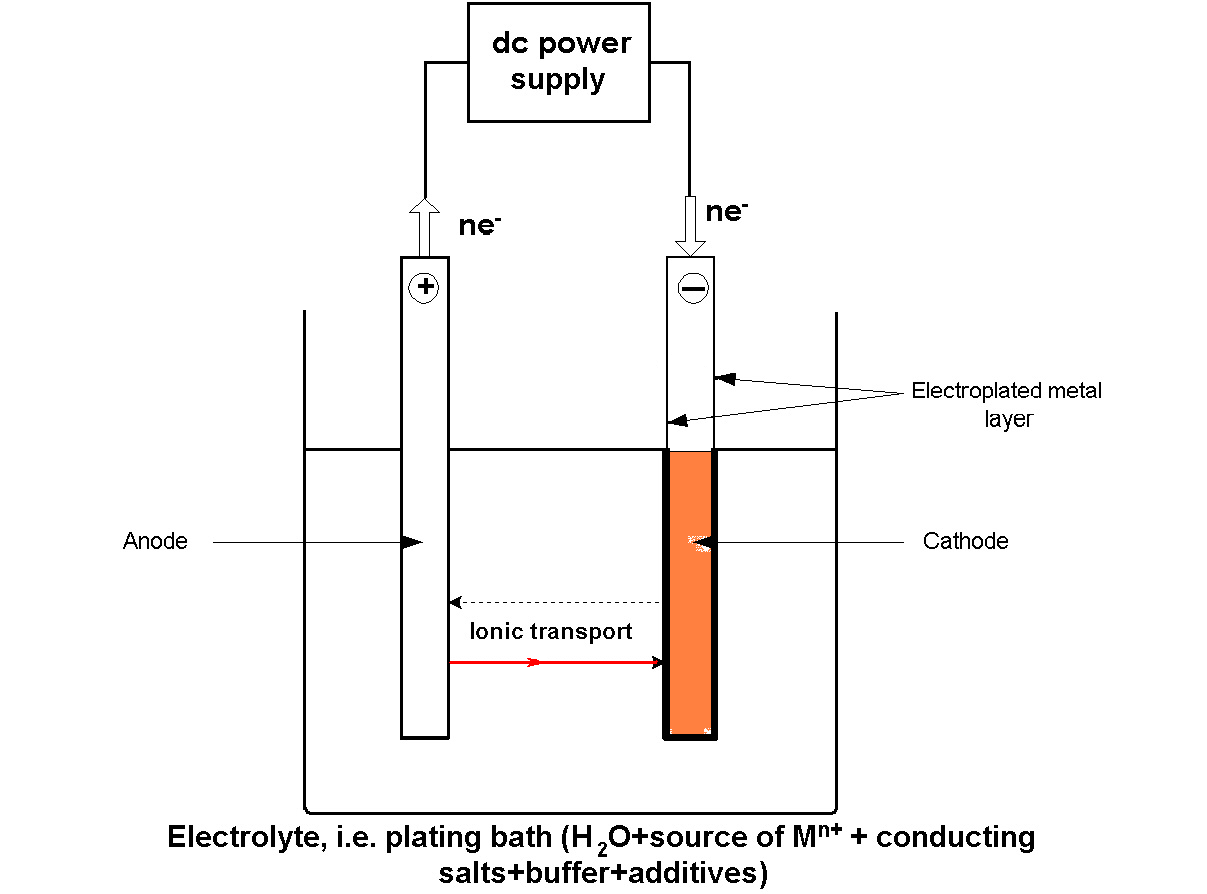 dc power
supply
ne-
ne-
+
−
Electroplated metal
layer
Anode
Cathode
Ionic transport
Electrolyte, i.e. plating bath (H₂O+source of Mⁿ⁺ + conducting
salts+buffer+additives)